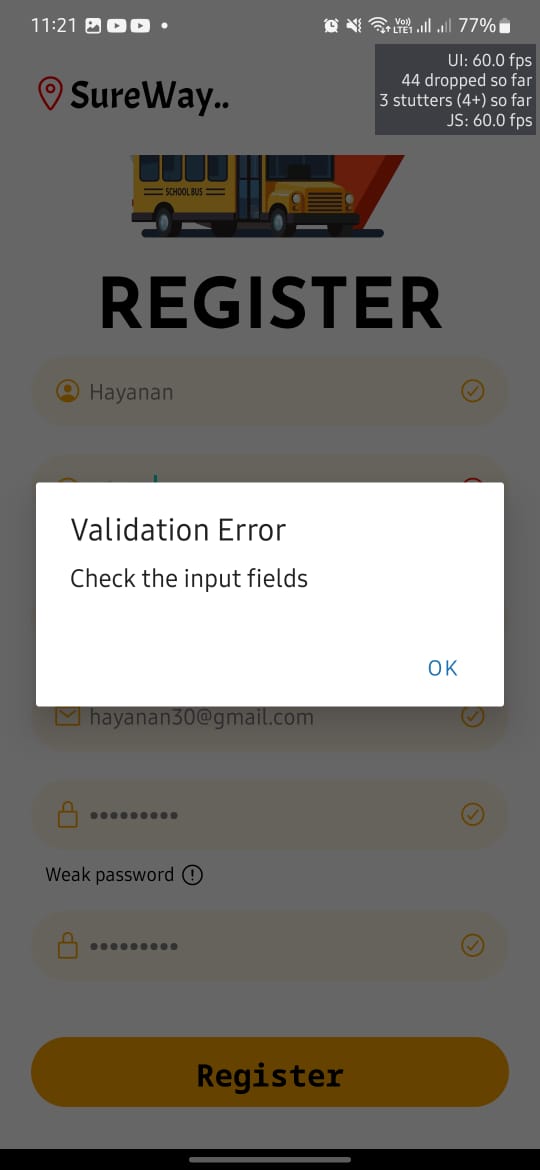 11:21
Vo))
LTE1
77%
UI: 60.0 fps
44 dropped so far
3 stutters (4+) so far
JS: 60.0 fps
SureWay..
SCHOOL BUS
REGISTER
Hayanan
Validation Error
Check the input fields
OK
hayanan30@gmail.com
•••••••••
Weak password
•••••••••
Register